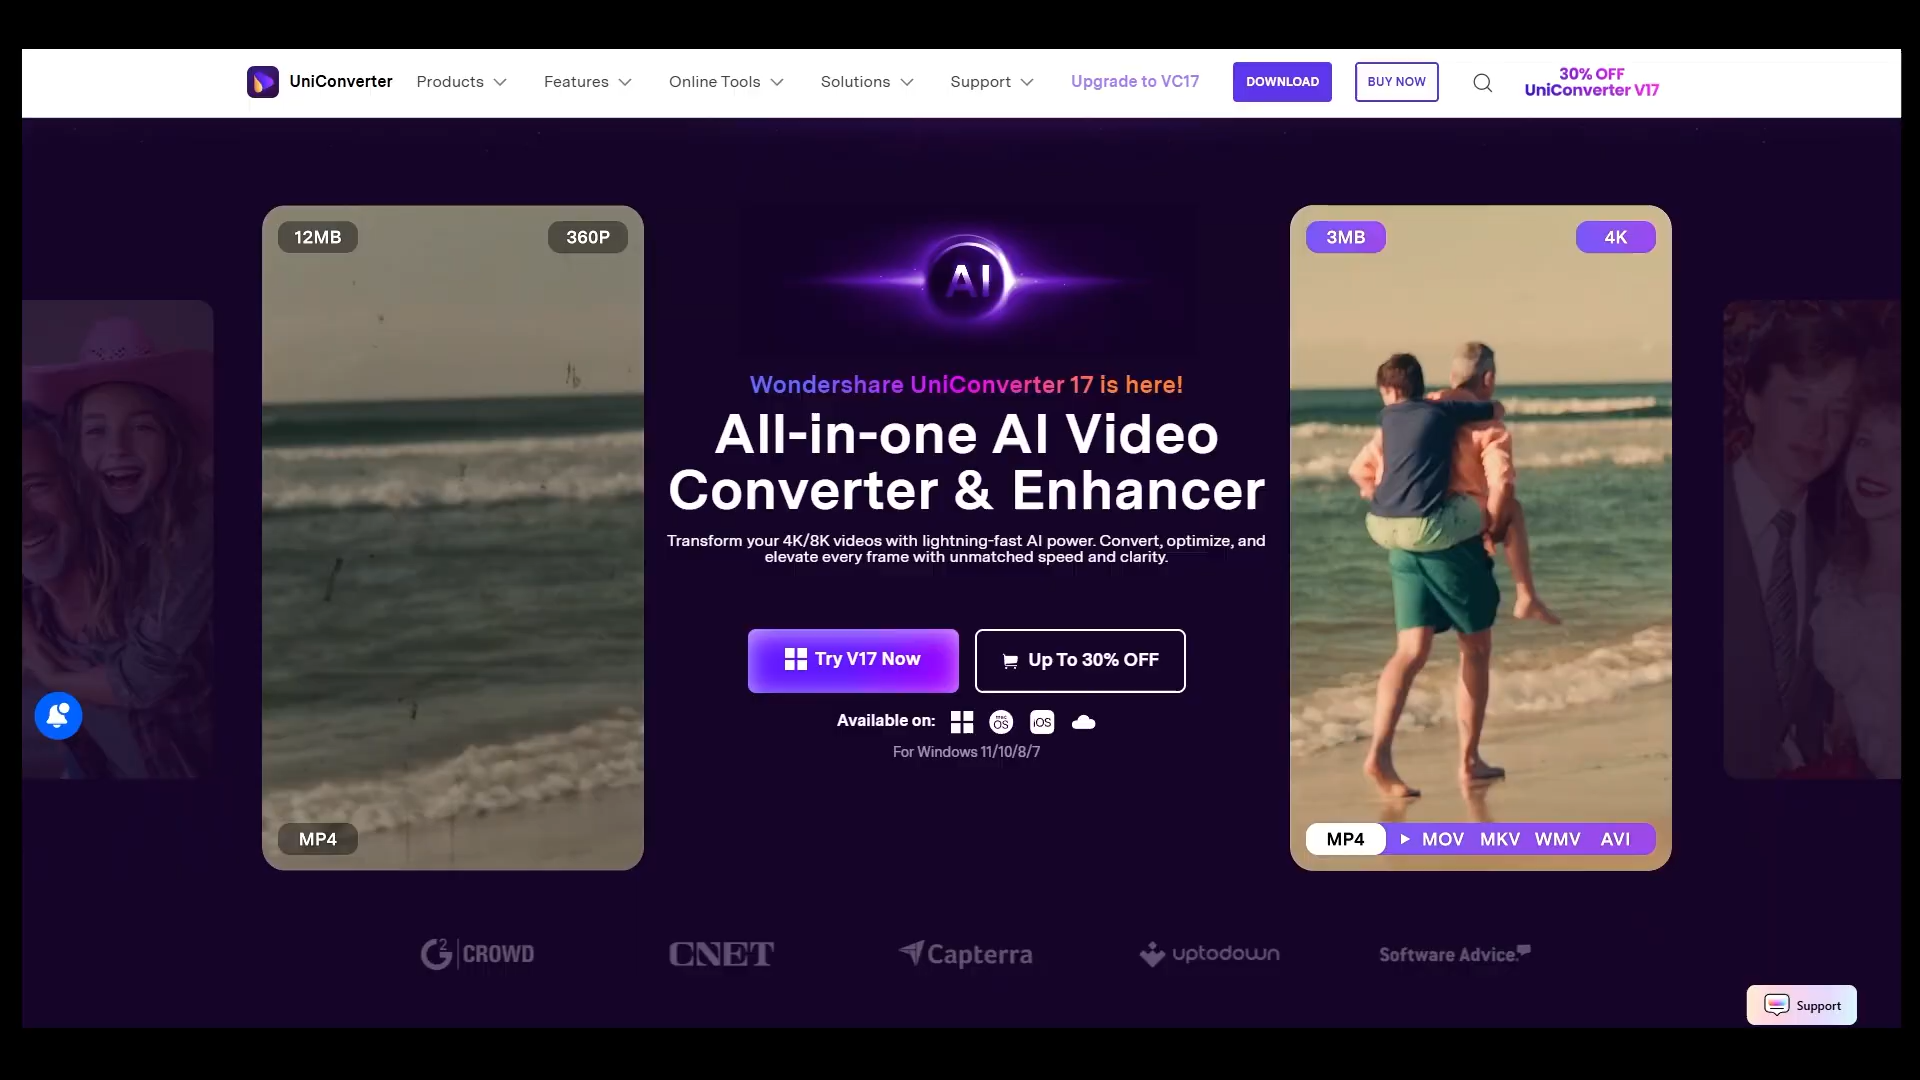 UniConverter Products Features Online Tools Solutions Support Upgrade to VC17 DOWNLOAD BUY NOW
30% OFF
UniConverter V17
12MB 360P
MP4
AI
Wondershare UniConverter 17 is here!
All-in-one AI Video
Converter & Enhancer
Transform your 4K/8K videos with lightning-fast AI power. Convert, optimize, and
elevate every frame with unmatched speed and clarity.
Try V17 Now Up To 30% OFF
Available on: macOS iOS
For Windows 11/10/8/7
3MB 4K
MP4 MOV MKV WMV AVI
G2 CROWD CNET Capterra uptodown Software Advice.
Support